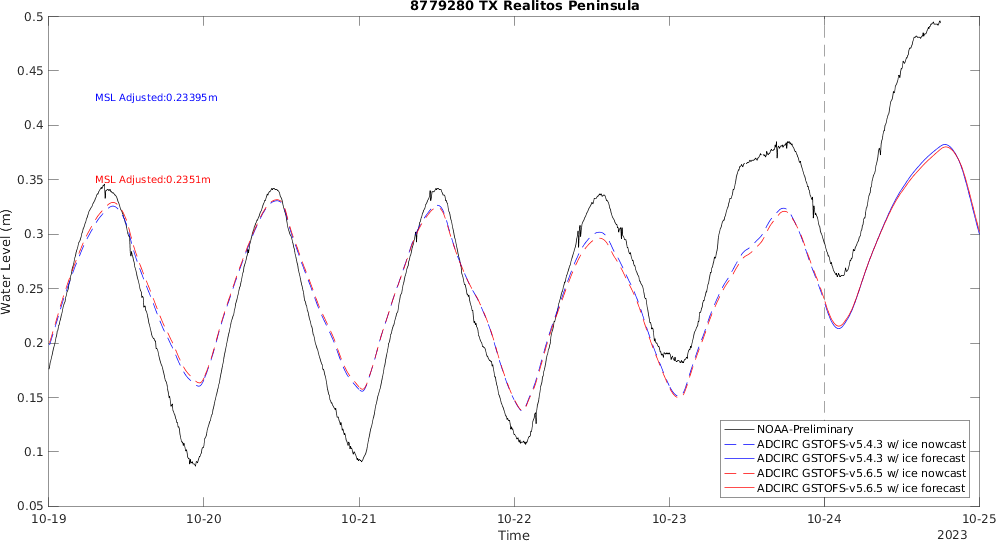 8779280 TX Realitos Peninsula
0.5
0.45
0.4
0.35
0.3
0.25
0.2
0.15
0.1
0.05
Water Level (m)
MSL Adjusted:0.23395m
MSL Adjusted:0.2351m
NOAA-Preliminary
ADCIRC GSTOFS-v5.4.3 w/ ice nowcast
ADCIRC GSTOFS-v5.4.3 w/ ice forecast
ADCIRC GSTOFS-v5.6.5 w/ ice nowcast
ADCIRC GSTOFS-v5.6.5 w/ ice forecast
10-19 10-20 10-21 10-22 10-23 10-24 10-25
Time
2023